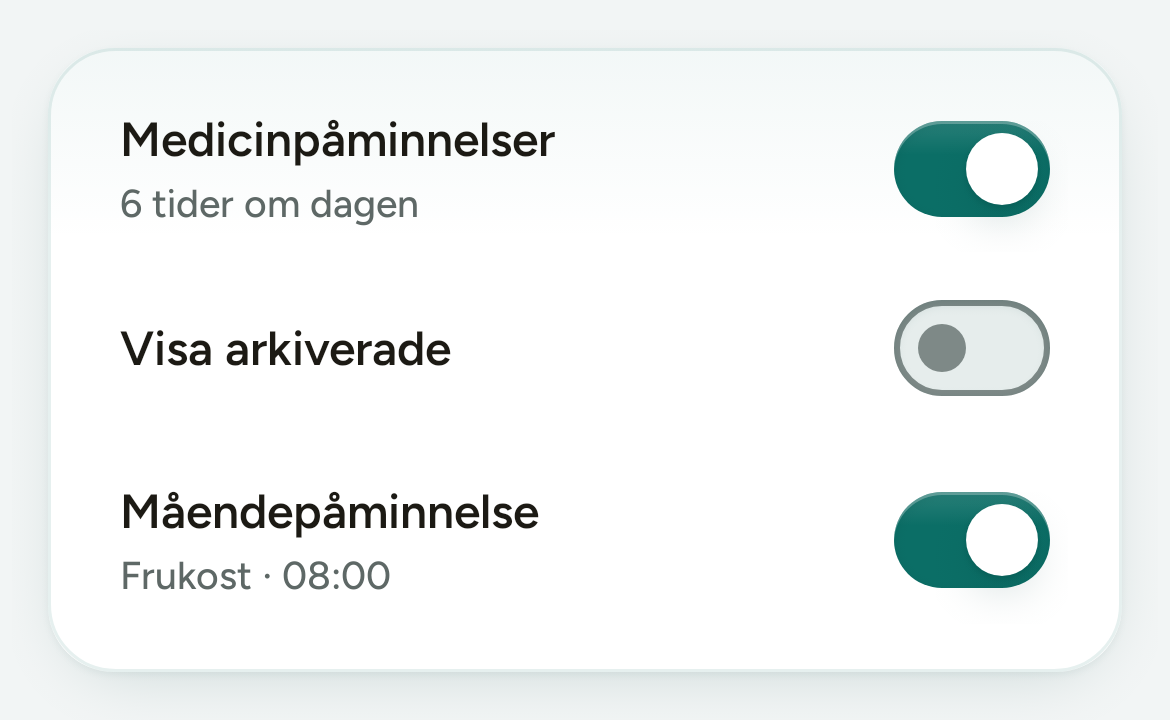 Medicinpåminnelser
6 tider om dagen
Visa arkiverade
Måendepåminnelse
Frukost · 08:00